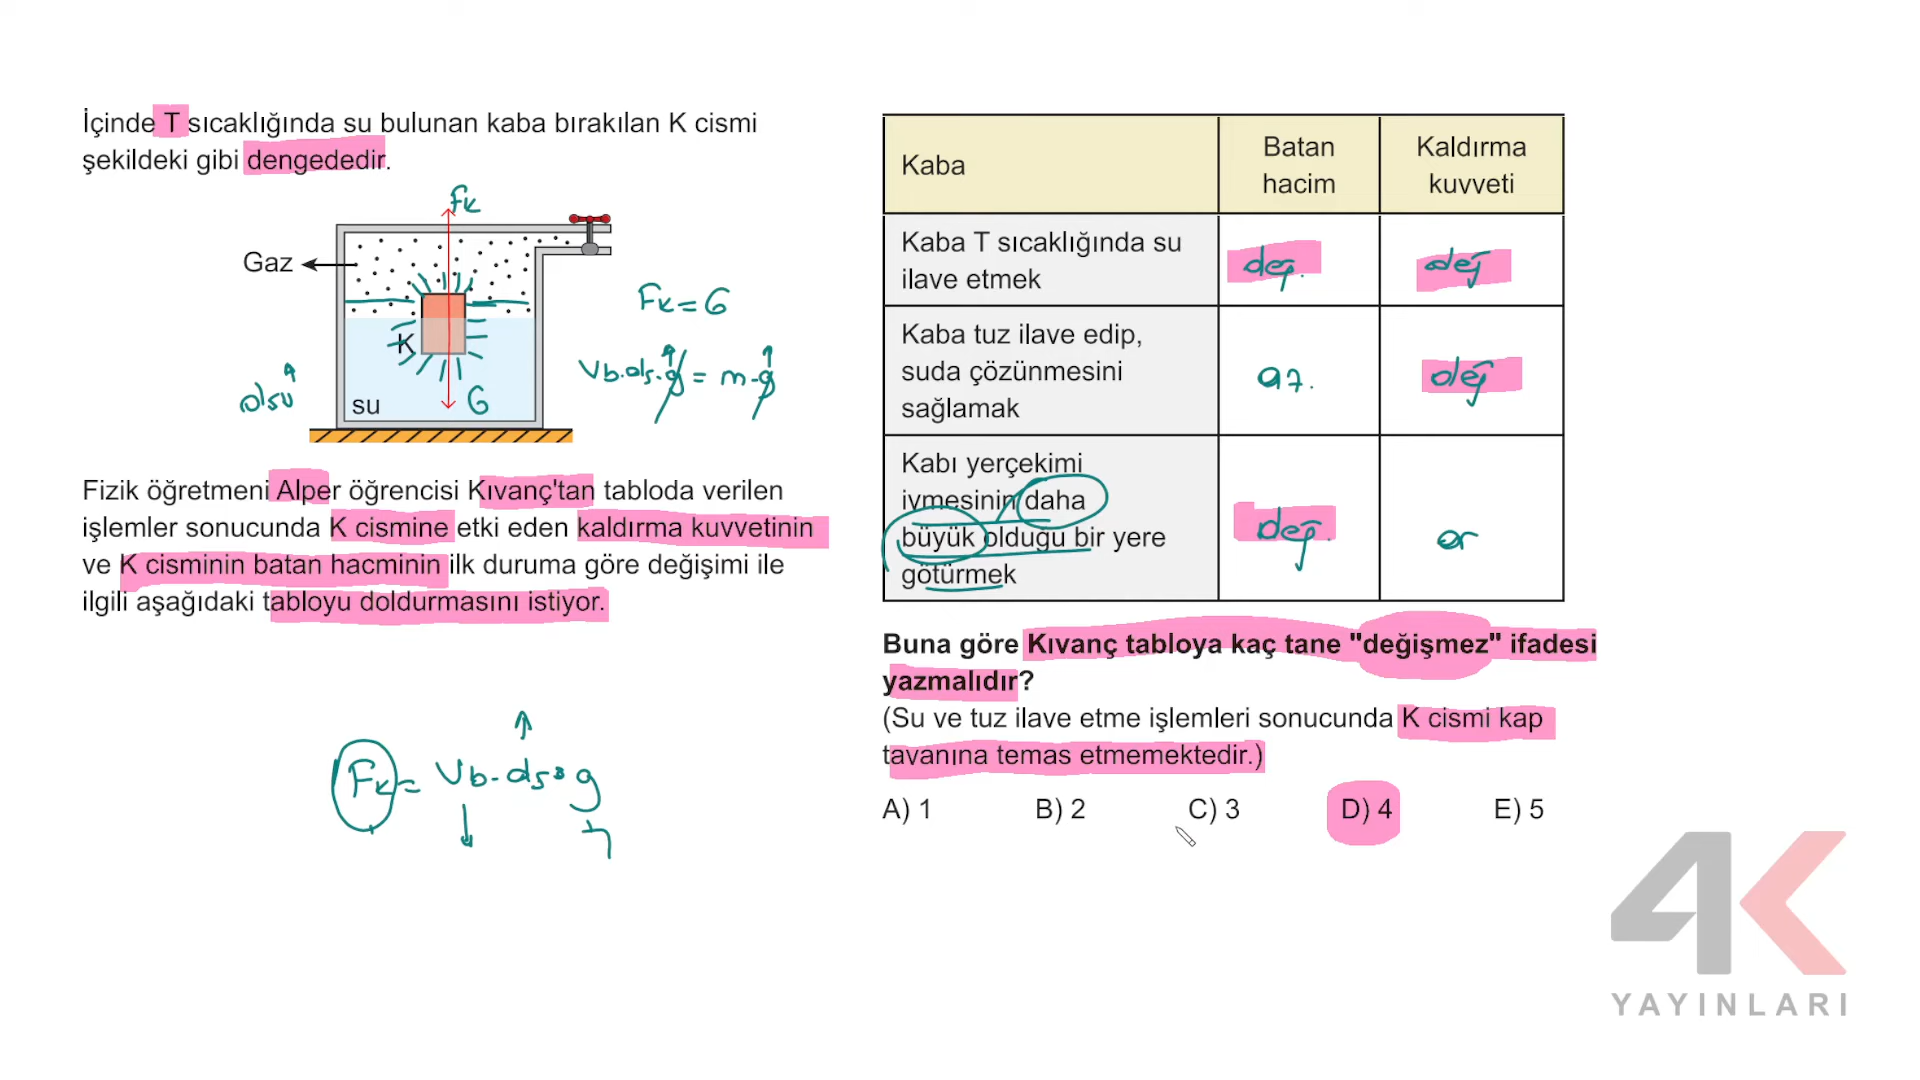 İçinde T sıcaklığında su bulunan kaba bırakılan K cismi
şekildeki gibi dengededir.
Fk
Gaz
K
su
G
dsu
Fk = G
Vb.ds.g = m.g
Fizik öğretmeni Alper öğrencisi Kıvanç'tan tabloda verilen
işlemler sonucunda K cismine etki eden kaldırma kuvvetinin
ve K cisminin batan hacminin ilk duruma göre değişimi ile
ilgili aşağıdaki tabloyu doldurmasını istiyor.
Fk = Vb.ds.g
Kaba
Batan
hacim
Kaldırma
kuvveti
Kaba T sıcaklığında su
ilave etmek
değ.
değ
Kaba tuz ilave edip,
suda çözünmesini
sağlamak
az.
değ
Kabı yerçekimi
ivmesinin daha
büyük olduğu bir yere
götürmek
değ.
ar
Buna göre Kıvanç tabloya kaç tane "değişmez" ifadesi
yazmalıdır?
(Su ve tuz ilave etme işlemleri sonucunda K cismi kap
tavanına temas etmemektedir.)
A) 1 B) 2 C) 3 D) 4 E) 5
4K
YAYINLARI